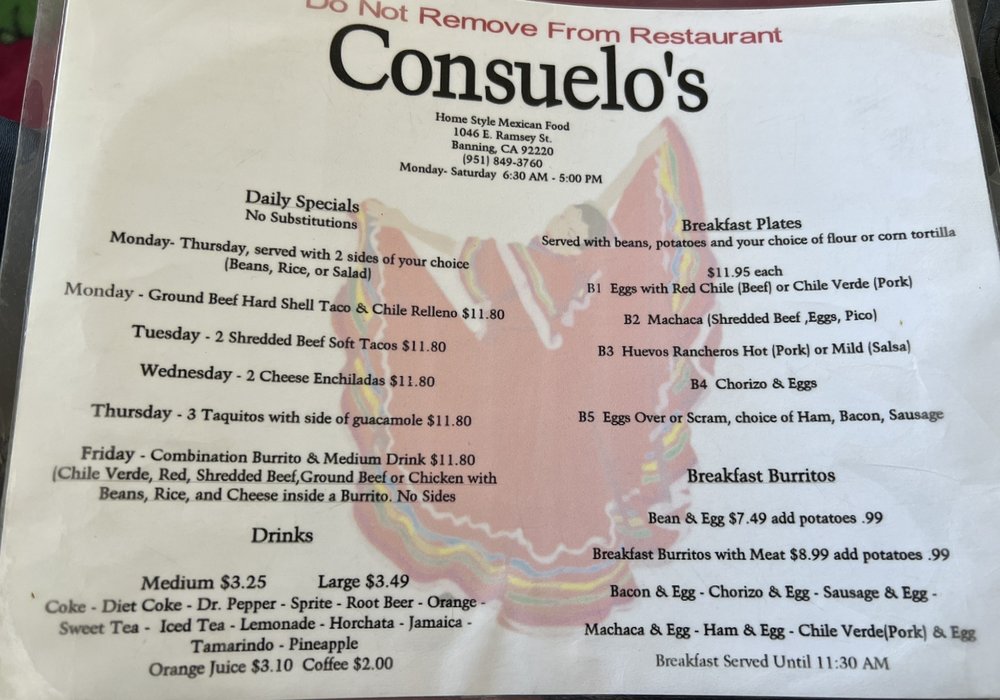 Do Not Remove From Restaurant
Consuelo's
Home Style Mexican Food
1046 E. Ramsey St.
Banning, CA 92220
(951) 849-3760
Monday- Saturday 6:30 AM - 5:00 PM
Daily Specials
No Substitutions
Monday- Thursday, served with 2 sides of your choice
(Beans, Rice, or Salad)
Monday - Ground Beef Hard Shell Taco & Chile Relleno $11.80
Tuesday - 2 Shredded Beef Soft Tacos $11.80
Wednesday - 2 Cheese Enchiladas $11.80
Thursday - 3 Taquitos with side of guacamole $11.80
Friday - Combination Burrito & Medium Drink $11.80
(Chile Verde, Red, Shredded Beef,Ground Beef or Chicken with
Beans, Rice, and Cheese inside a Burrito. No Sides
Drinks
Medium $3.25 Large $3.49
Coke - Diet Coke - Dr. Pepper - Sprite - Root Beer - Orange -
Sweet Tea - Iced Tea - Lemonade - Horchata - Jamaica -
Tamarindo - Pineapple
Orange Juice $3.10 Coffee $2.00
Breakfast Plates
Served with beans, potatoes and your choice of flour or corn tortilla
$11.95 each
B1 Eggs with Red Chile (Beef) or Chile Verde (Pork)
B2 Machaca (Shredded Beef ,Eggs, Pico)
B3 Huevos Rancheros Hot (Pork) or Mild (Salsa)
B4 Chorizo & Eggs
B5 Eggs Over or Scram, choice of Ham, Bacon, Sausage
Breakfast Burritos
Bean & Egg $7.49 add potatoes .99
Breakfast Burritos with Meat $8.99 add potatoes .99
Bacon & Egg - Chorizo & Egg - Sausage & Egg -
Machaca & Egg - Ham & Egg - Chile Verde(Pork) & Egg
Breakfast Served Until 11:30 AM